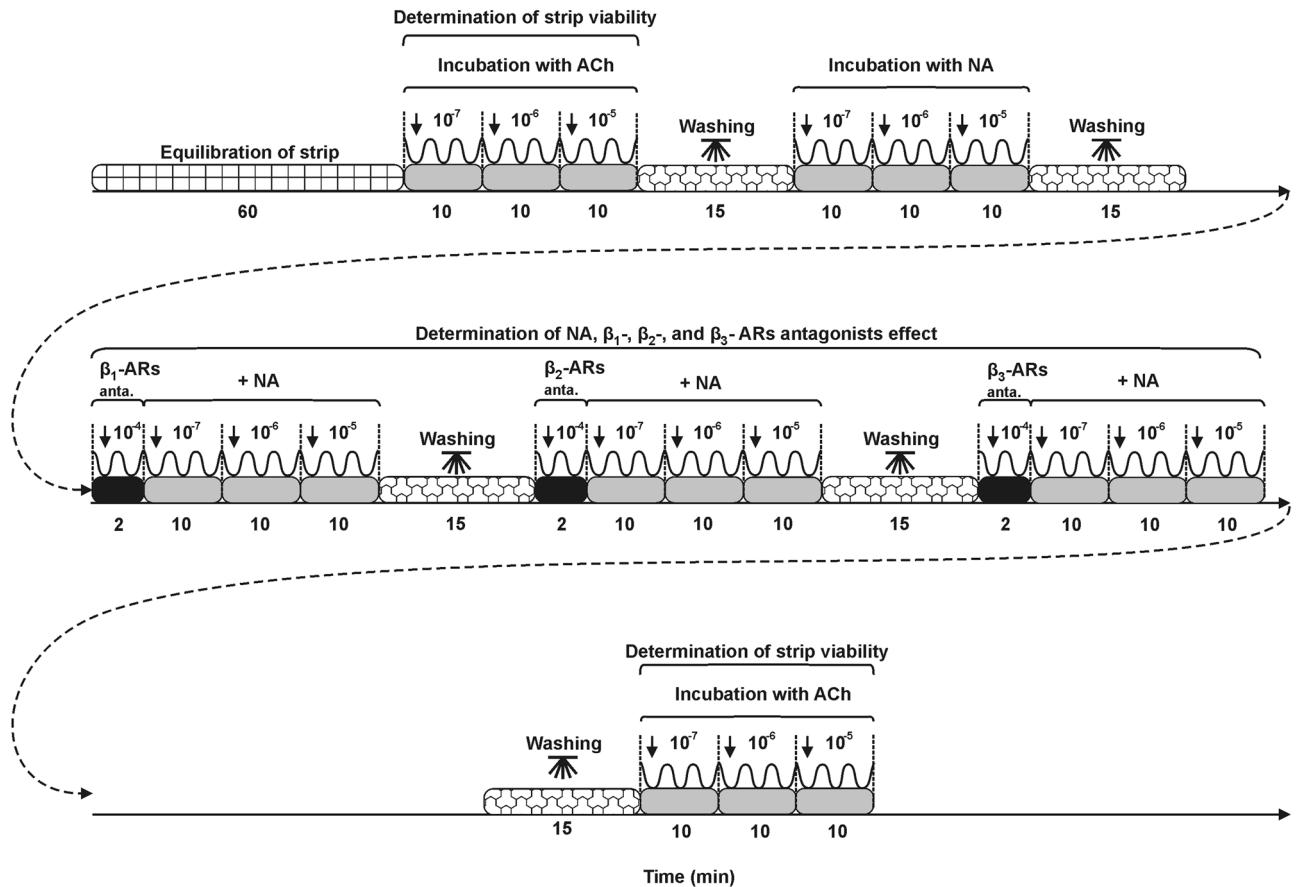 Determination of strip viability
Incubation with ACh
Incubation with NA
10⁻⁷ 10⁻⁶ 10⁻⁵
Washing
10⁻⁷ 10⁻⁶ 10⁻⁵
Washing
Equilibration of strip
60 10 10 10 15 10 10 10 15
Determination of NA, β₁-, β₂-, and β₃- ARs antagonists effect
β₁-ARs
anta.
+ NA
β₂-ARs
anta.
+ NA
β₃-ARs
anta.
+ NA
10⁻⁴ 10⁻⁷ 10⁻⁶ 10⁻⁵
Washing
10⁻⁴ 10⁻⁷ 10⁻⁶ 10⁻⁵
Washing
10⁻⁴ 10⁻⁷ 10⁻⁶ 10⁻⁵
2 10 10 10 15 2 10 10 10 15 2 10 10 10
Determination of strip viability
Incubation with ACh
Washing
10⁻⁷ 10⁻⁶ 10⁻⁵
15 10 10 10
Time (min)